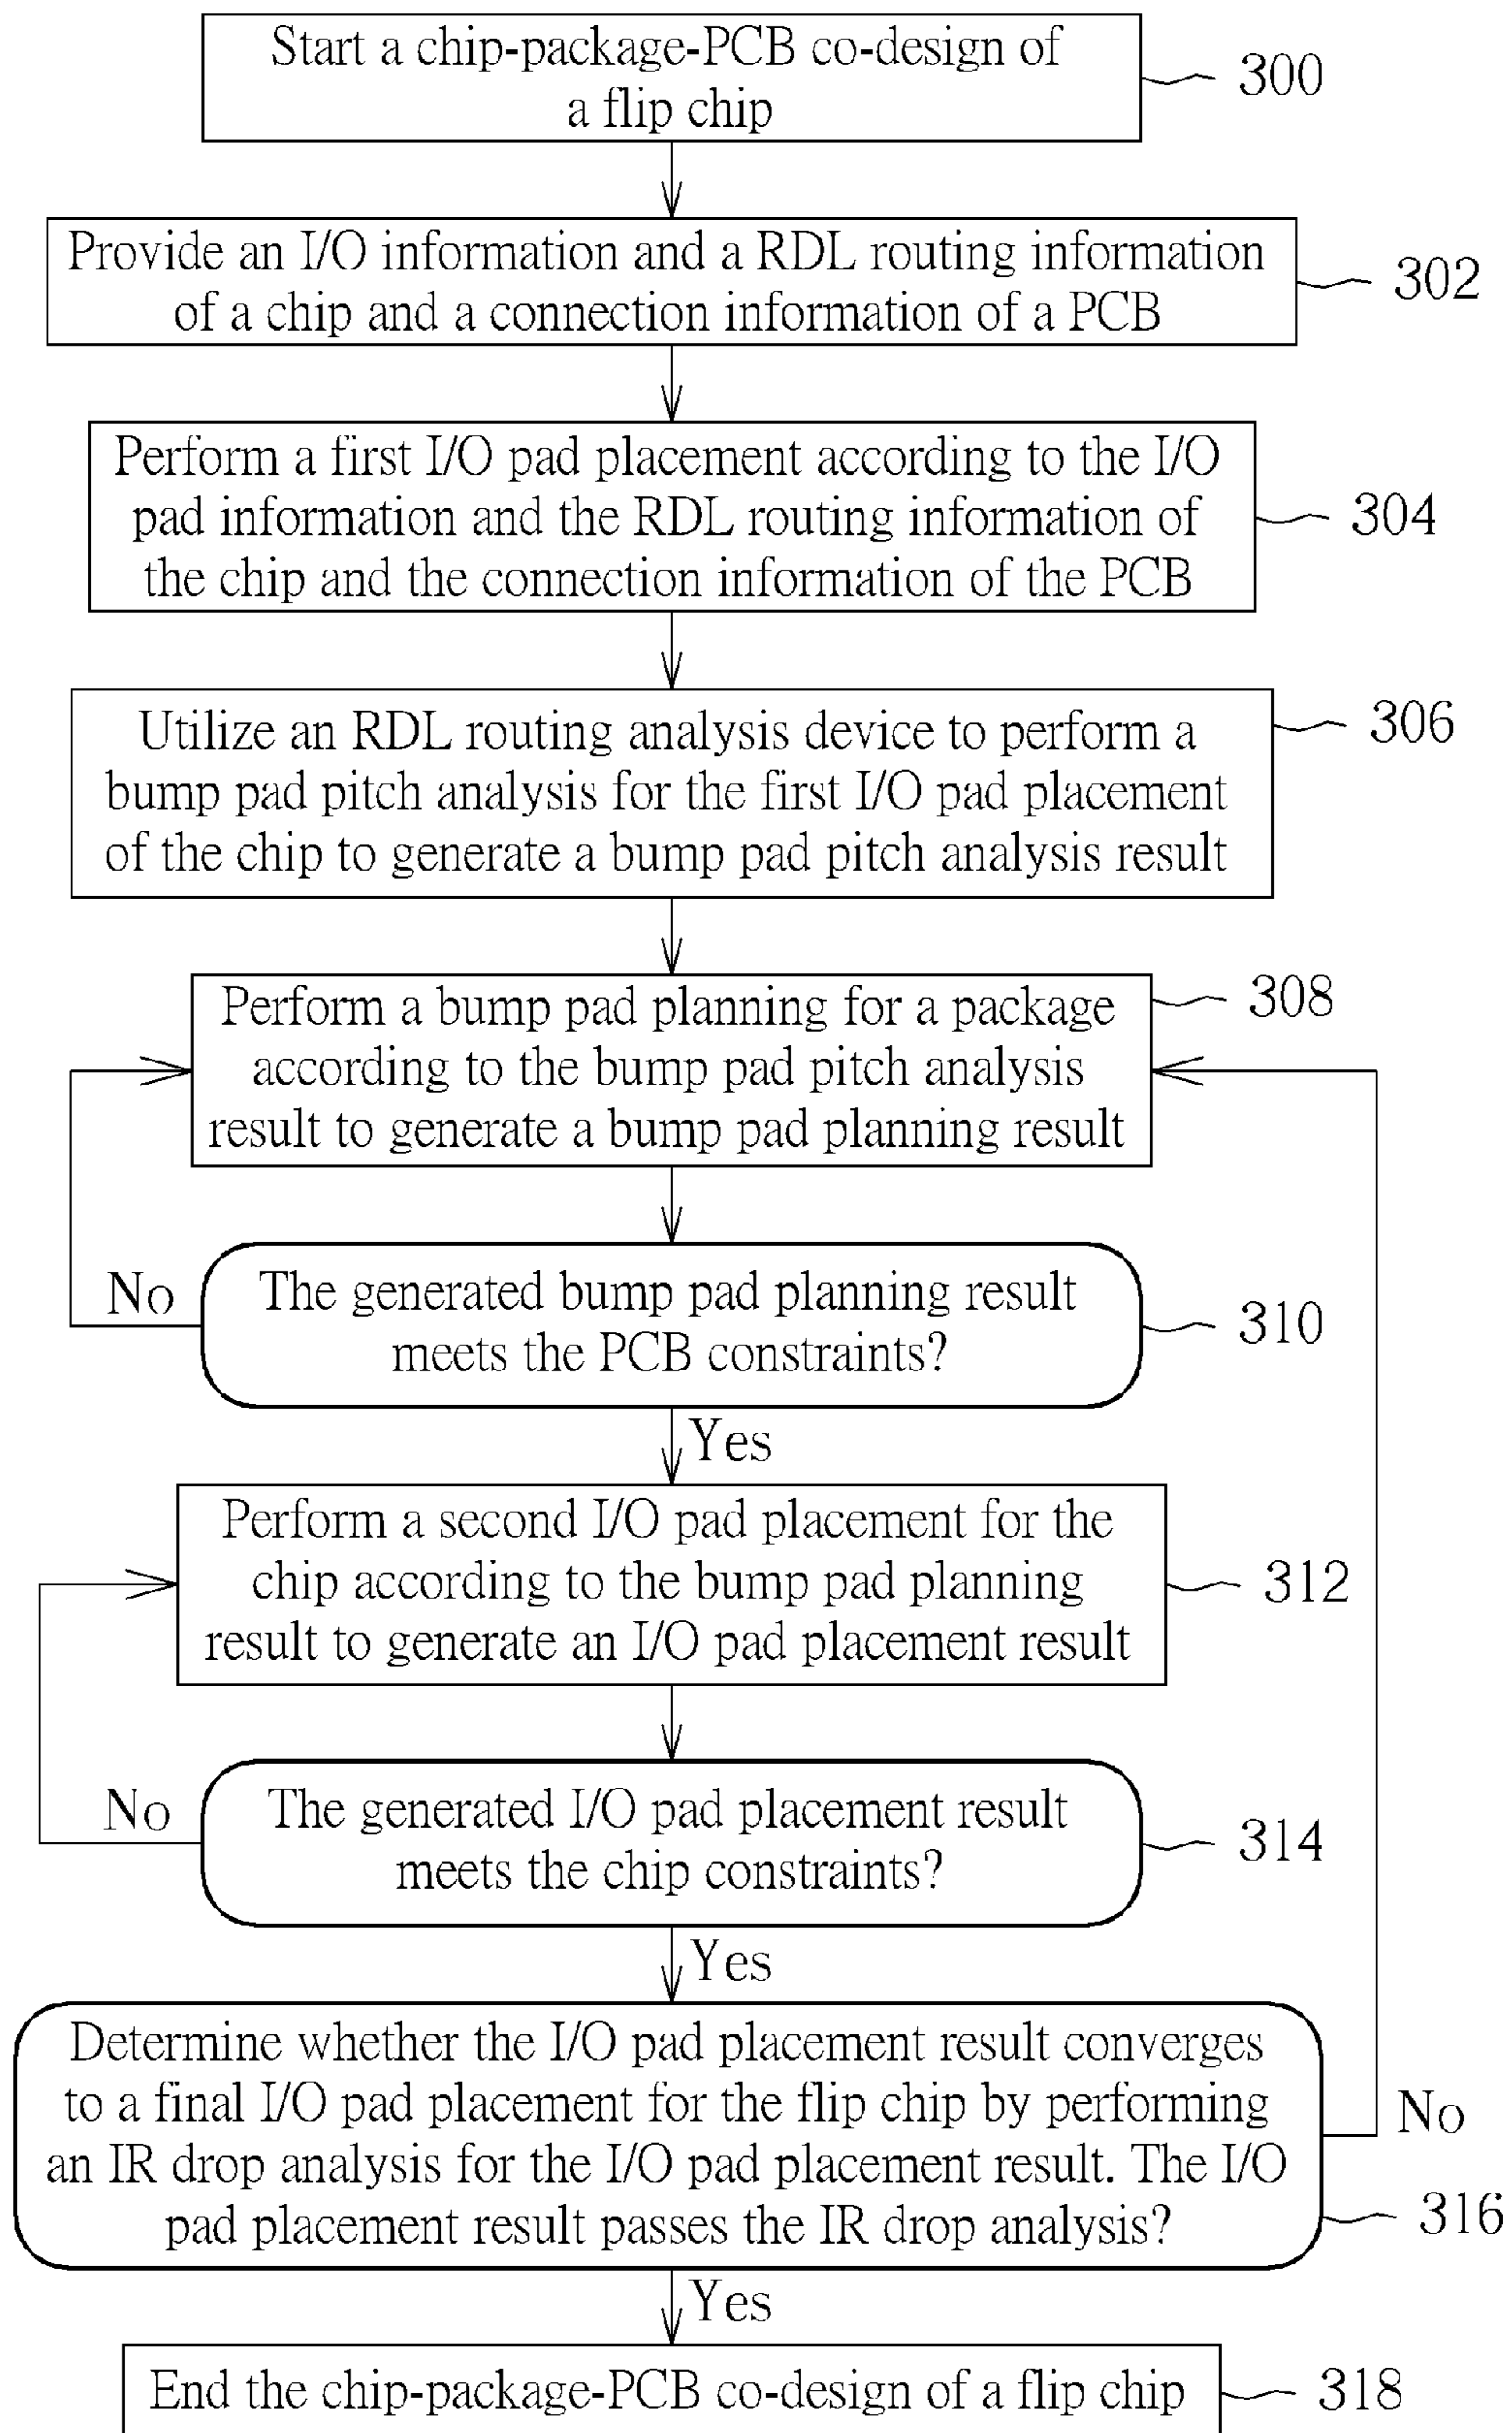 Start a chip-package-PCB co-design of
a flip chip
300
Provide an I/O information and a RDL routing information
of a chip and a connection information of a PCB
302
Perform a first I/O pad placement according to the I/O
pad information and the RDL routing information of
the chip and the connection information of the PCB
304
Utilize an RDL routing analysis device to perform a
bump pad pitch analysis for the first I/O pad placement
of the chip to generate a bump pad pitch analysis result
306
Perform a bump pad planning for a package
according to the bump pad pitch analysis
result to generate a bump pad planning result
308
No
The generated bump pad planning result
meets the PCB constraints?
310
Yes
Perform a second I/O pad placement for the
chip according to the bump pad planning
result to generate an I/O pad placement result
312
No
The generated I/O pad placement result
meets the chip constraints?
314
Yes
Determine whether the I/O pad placement result converges
to a final I/O pad placement for the flip chip by performing
an IR drop analysis for the I/O pad placement result. The I/O
pad placement result passes the IR drop analysis?
No
316
Yes
End the chip-package-PCB co-design of a flip chip
318